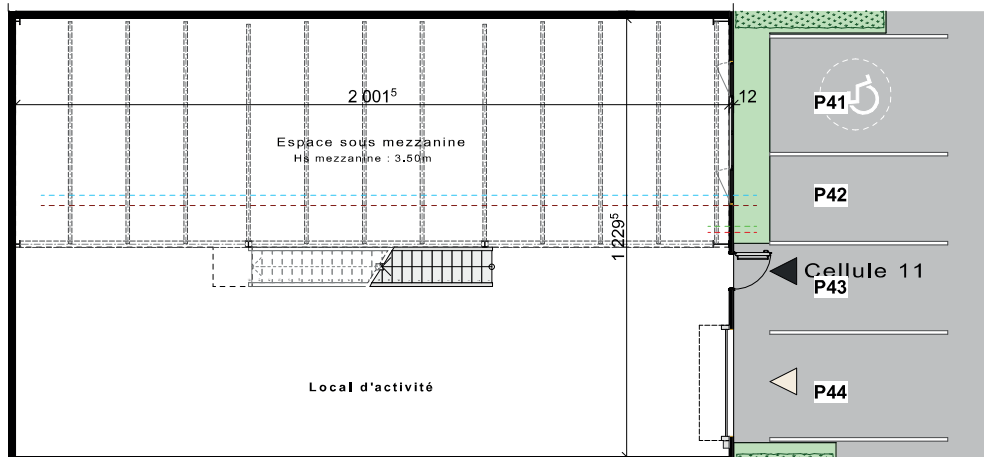 2 001⁵
12
P41
Espace sous mezzanine
Hs mezzanine : 3.50m
P42
1 229⁵
Cellule 11
P43
Local d'activité
P44